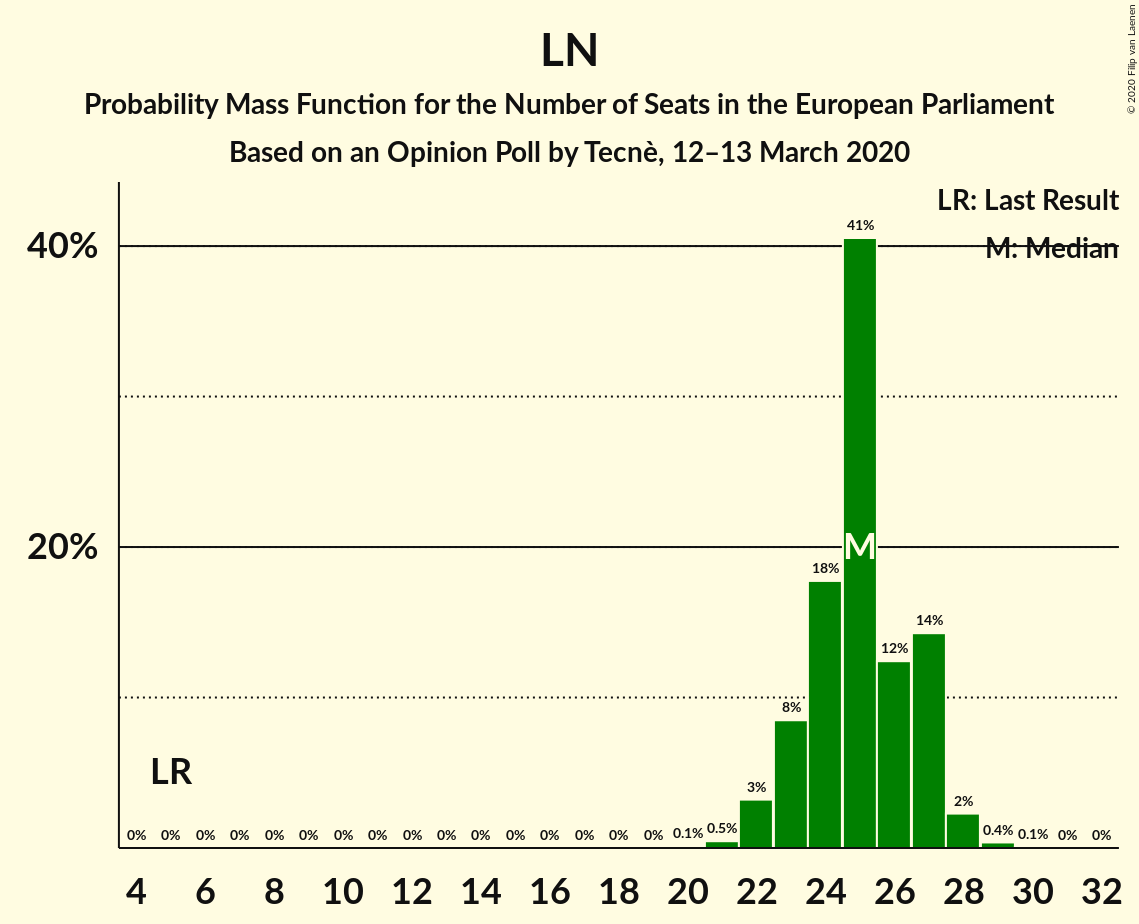 LN
Probability Mass Function for the Number of Seats in the European Parliament
Based on an Opinion Poll by Tecnè, 12–13 March 2020
© 2020 Filip van Laenen
LR: Last Result
M: Median
40%
20%
41%
M
18%
14%
12%
8%
3%
2%
LR
0% 0% 0% 0% 0% 0% 0% 0% 0% 0% 0% 0% 0% 0% 0% 0% 0.1% 0.5% 0.4% 0.1% 0% 0%
4 6 8 10 12 14 16 18 20 22 24 26 28 30 32